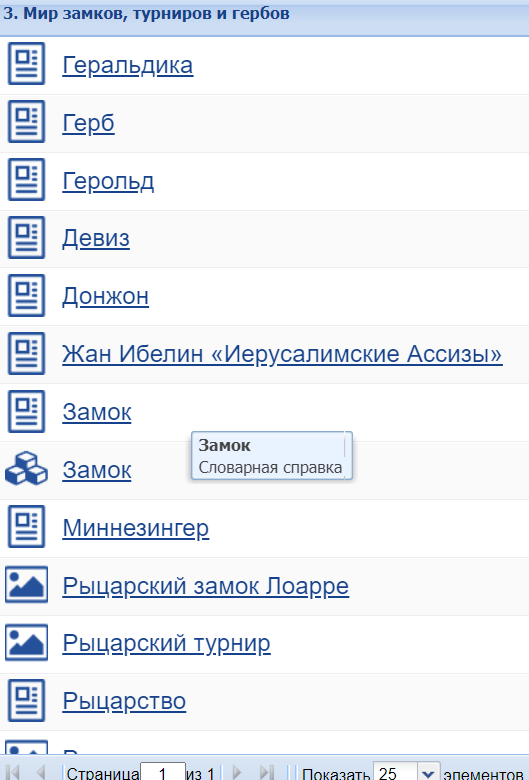 3. Мир замков, турниров и гербов
Геральдика
Герб
Герольд
Девиз
Донжон
Жан Ибелин «Иерусалимские Ассизы»
Замок
Замок
Словарная справка
Замок
Миннезингер
Рыцарский замок Лоарре
Рыцарский турнир
Рыцарство
Страница 1 из 1 Показать 25 элементов